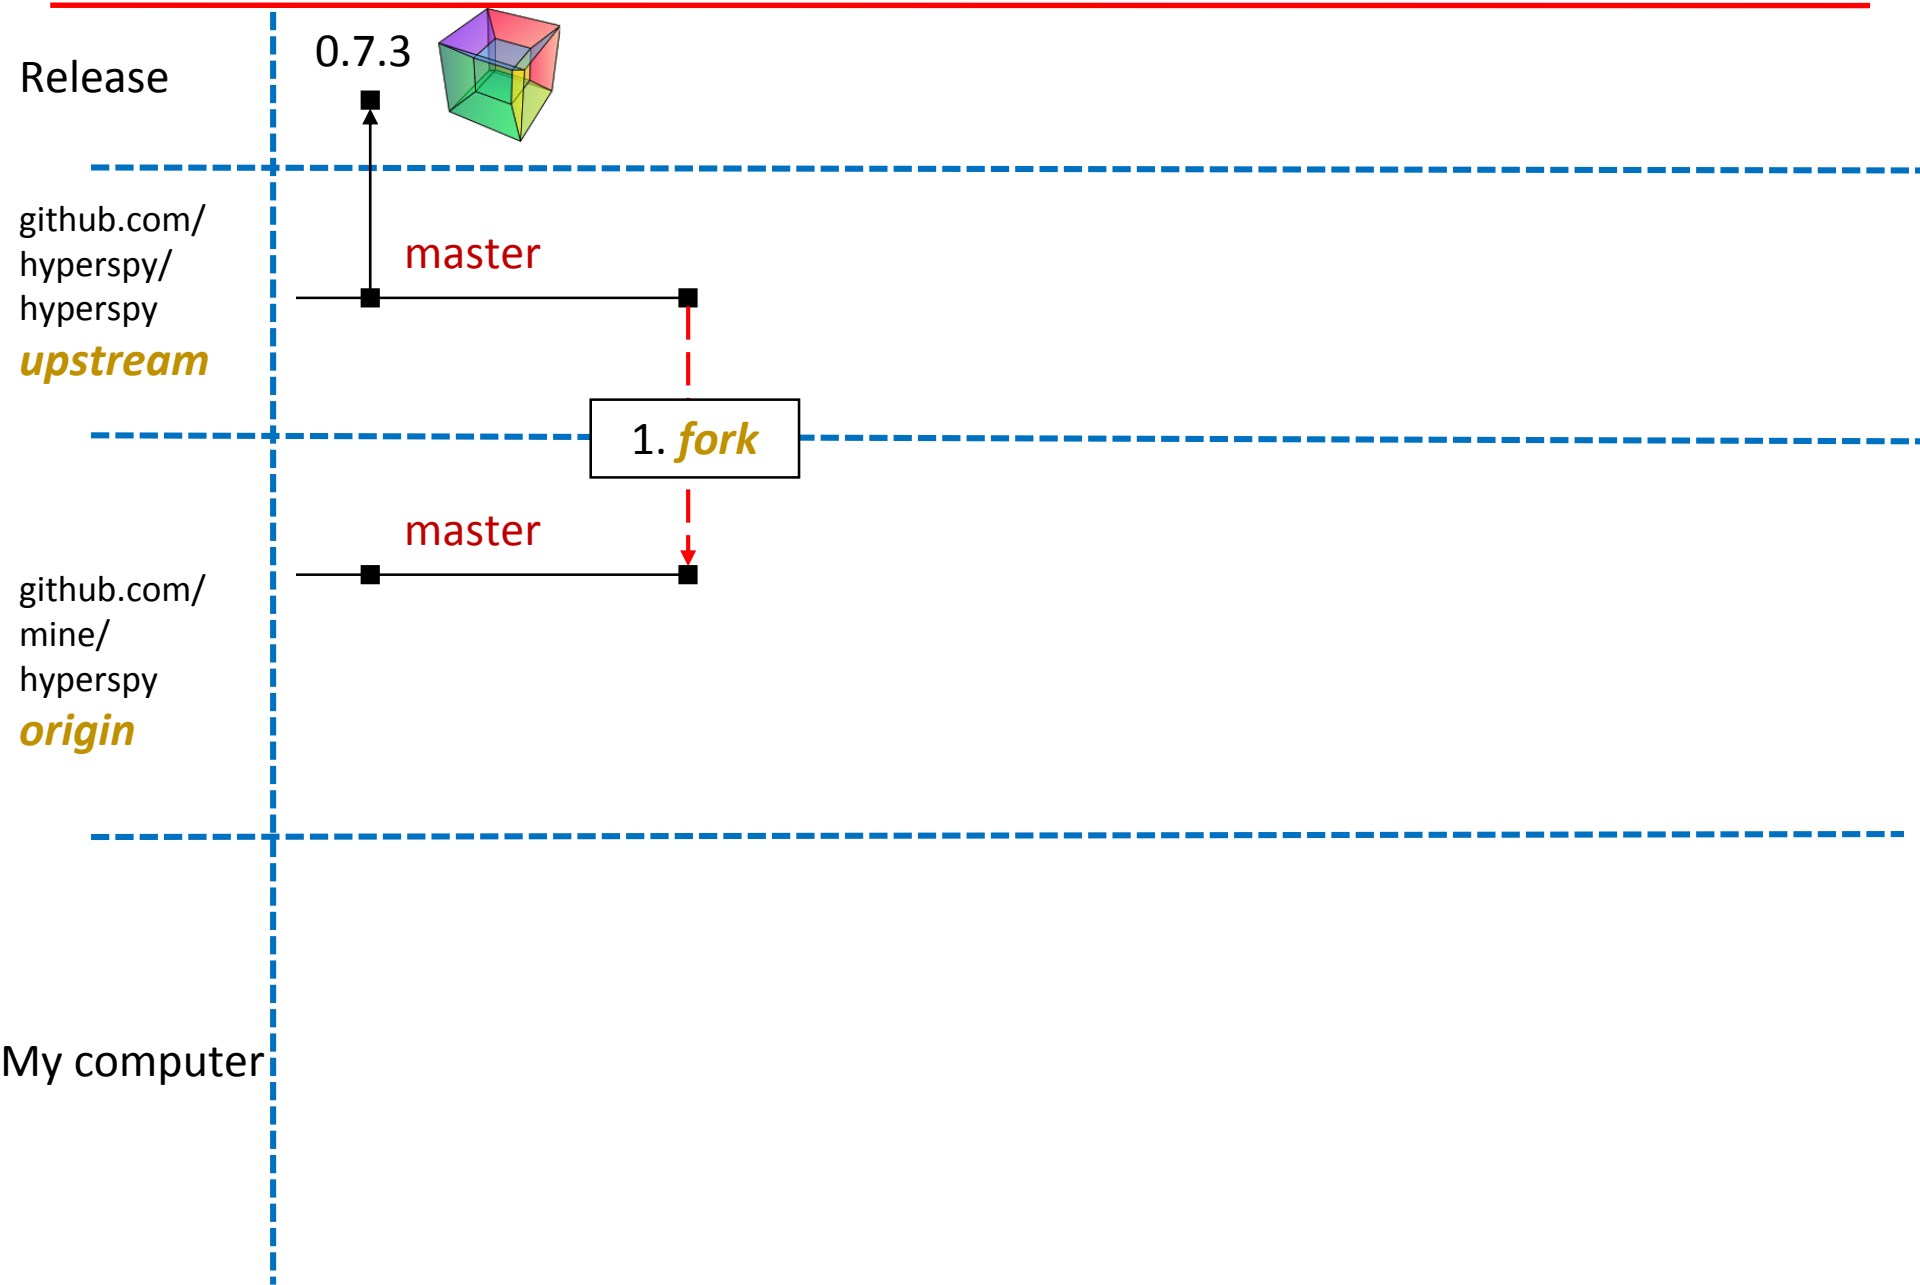 Release
0.7.3
github.com/
hyperspy/
hyperspy
upstream
master
1. fork
master
github.com/
mine/
hyperspy
origin
My computer